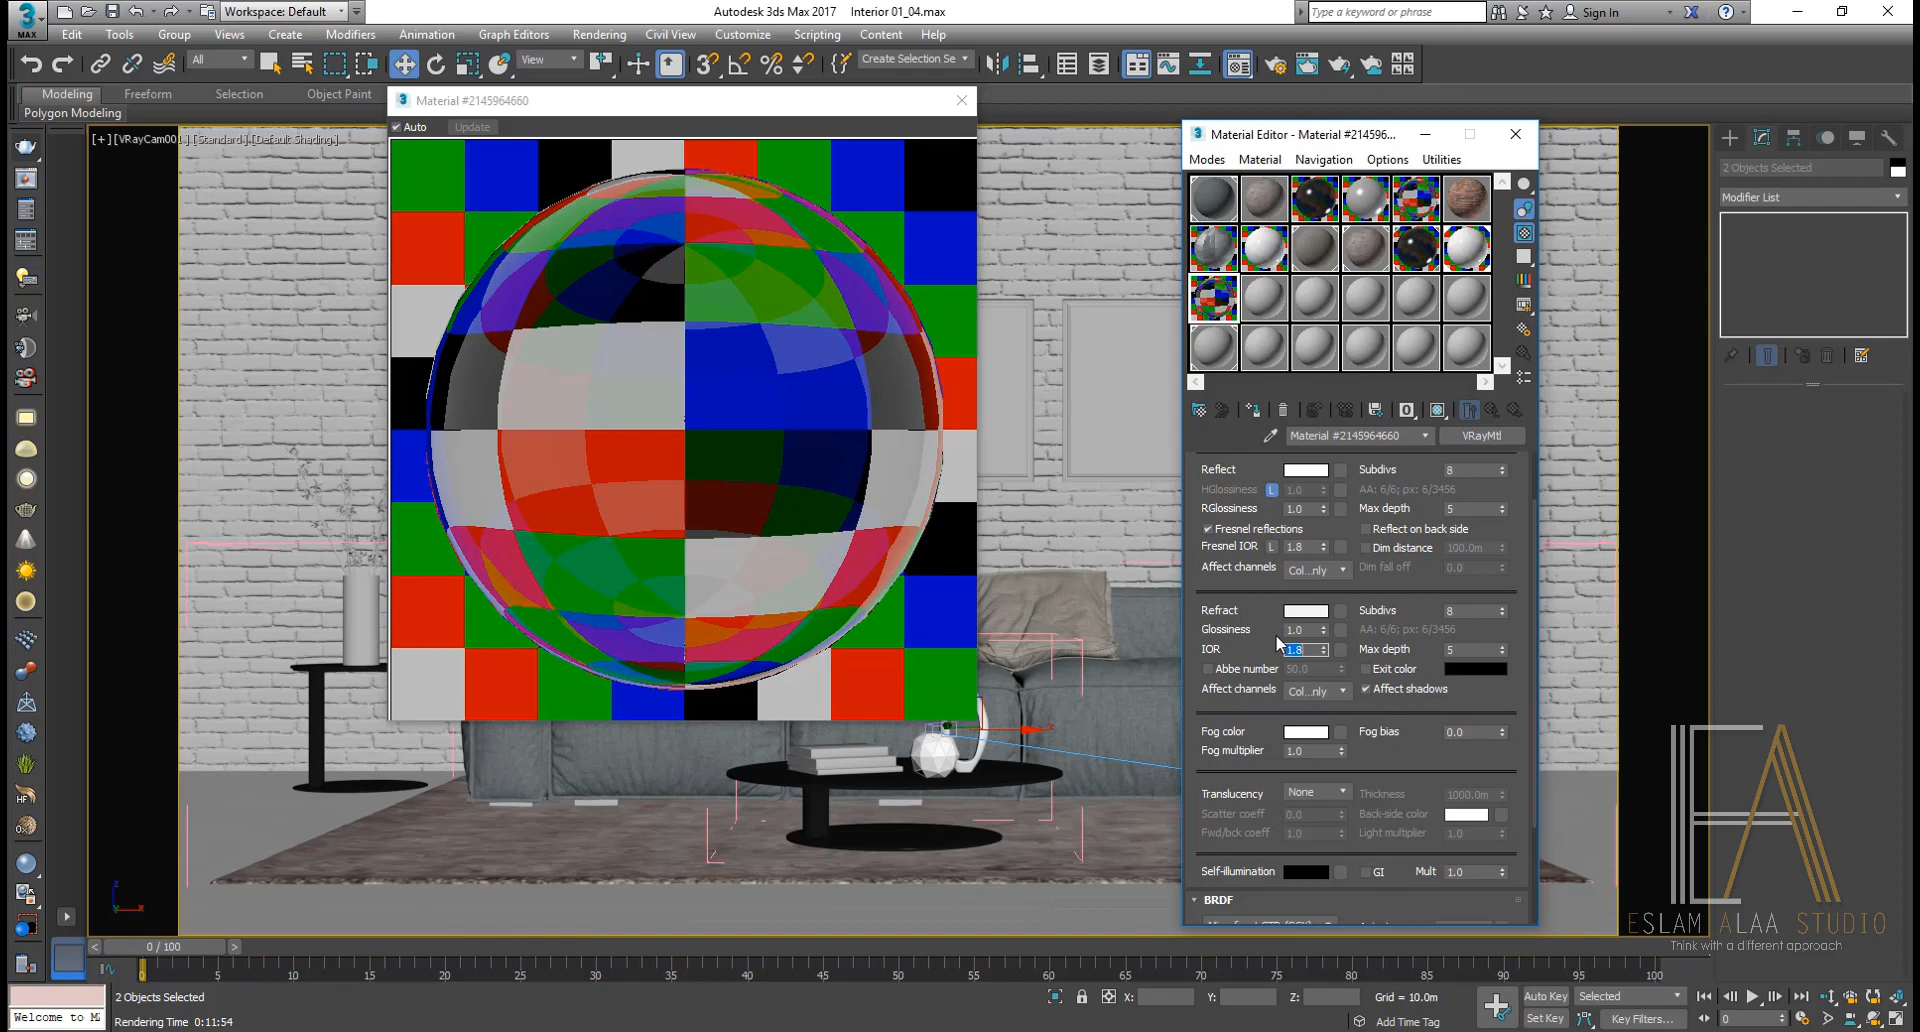 3
MAX
Workspace: Default
Autodesk 3ds Max 2017 Interior 01_04.max
Type a keyword or phrase
Sign In
Edit Tools Group Views Create Modifiers Animation Graph Editors Rendering Civil View Customize Scripting Content Help
All
View
Create Selection Se
Modeling Freeform Selection Object Paint
Polygon Modeling
[+] [VRayCam001] [Standard] [Default Shading]
3 Material #2145964660
Auto Update
3 Material Editor - Material #214596...
Modes Material Navigation Options Utilities
2 Objects Selected
Modifier List
Material #2145964660 VRayMtl
Reflect Subdivs 8
HGlossiness L 1.0 AA: 6/6; px: 6/3456
RGlossiness 1.0 Max depth 5
Fresnel reflections Reflect on back side
Fresnel IOR L 1.8 Dim distance 100.0m
Affect channels Col...nly Dim fall off 0.0
Refract Subdivs 8
Glossiness 1.0 AA: 6/6; px: 6/3456
IOR 1.8 Max depth 5
Abbe number 50.0 Exit color
Affect channels Col...nly Affect shadows
Fog color Fog bias 0.0
Fog multiplier 1.0
Translucency None Thickness 1000.0m
Scatter coeff 0.0 Back-side color
Fwd/bck coeff 1.0 Light multiplier 1.0
Self-illumination GI Mult 1.0
BRDF
EA
ESLAM ALAA STUDIO
Think with a different approach
z
x
x
HF
< 0 / 100 >
0 5 10 15 20 25 30 35 40 45 50 55 60 65 70 75 80 85 90 95 100
2 Objects Selected
X: Y: Z: Grid = 10.0m
Auto Key Selected
Welcome to MA
Rendering Time 0:11:54
Add Time Tag
Set Key Key Filters...
0